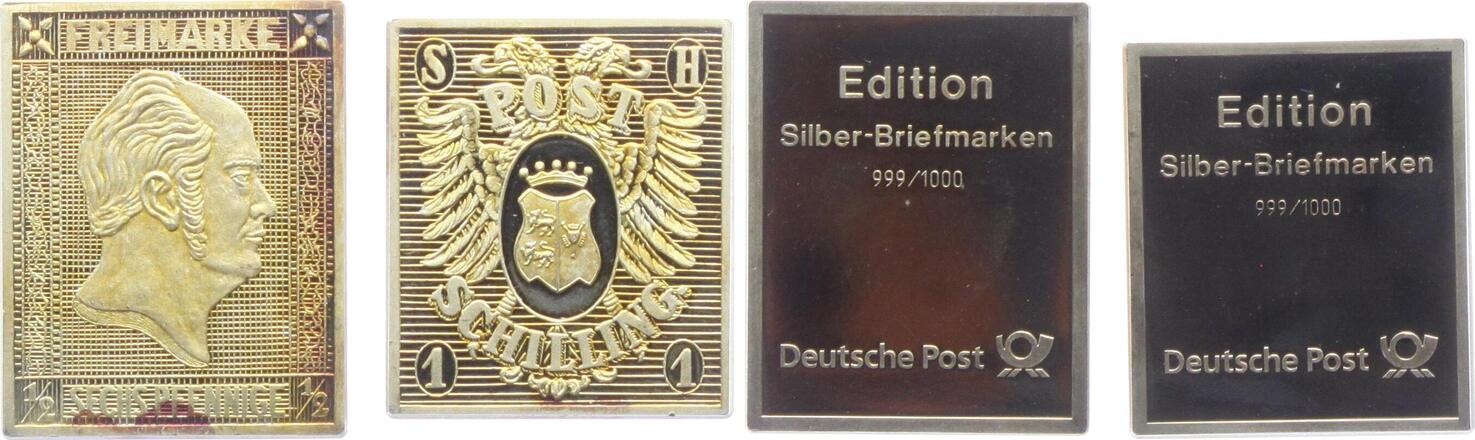 FREIMARKE
1/2 SECHS PFENNIGE 1/2
S H
POST
SCHILLING.
1 1
Edition
Silber-Briefmarken
999/1000
Deutsche Post
Edition
Silber-Briefmarken
999/1000
Deutsche Post